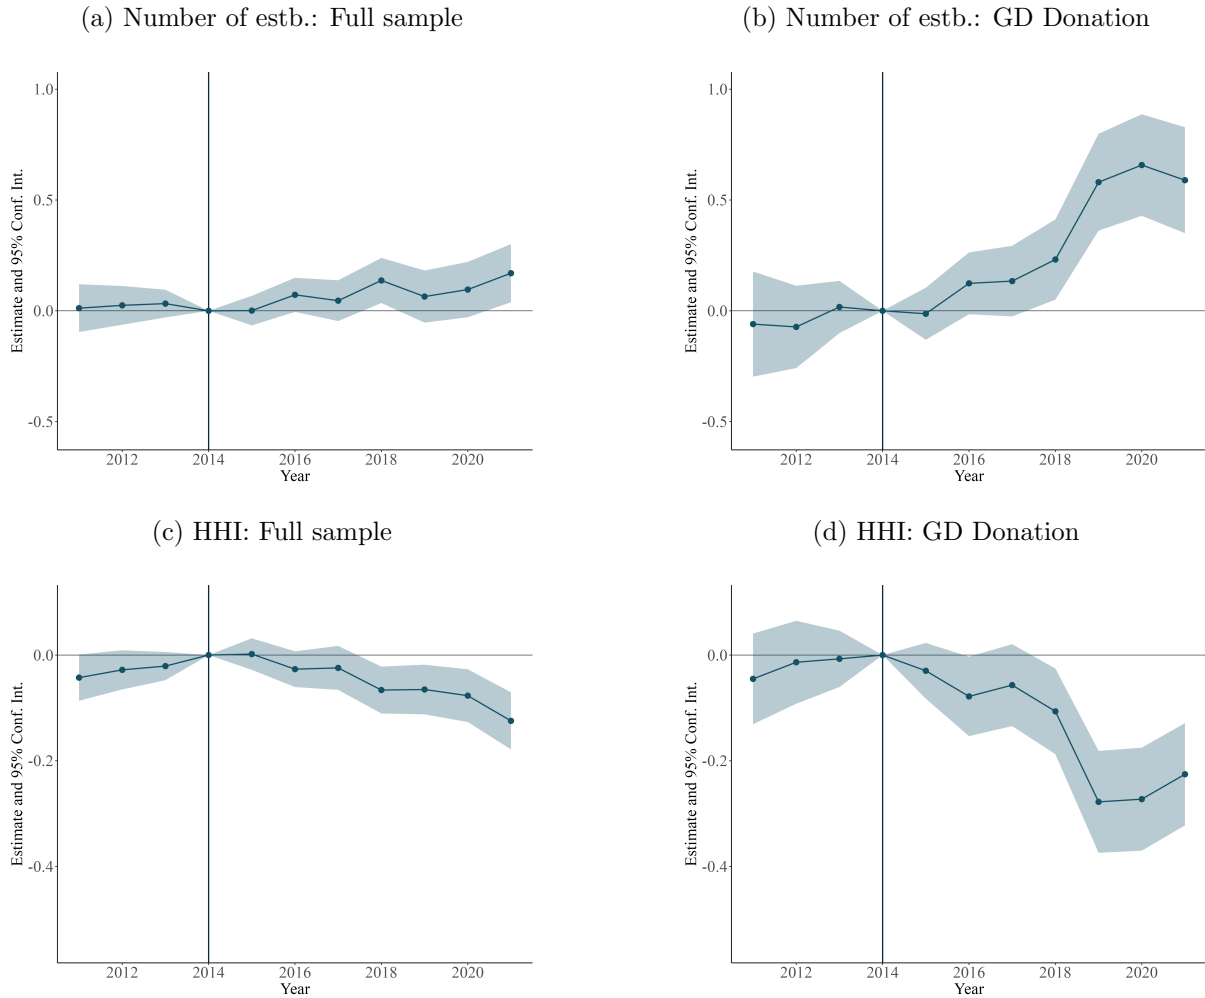 (a) Number of estb.: Full sample
Estimate and 95% Conf. Int.
1.0
0.5
0.0
-0.5
2012 2014 2016 2018 2020
Year
(b) Number of estb.: GD Donation
Estimate and 95% Conf. Int.
1.0
0.5
0.0
-0.5
2012 2014 2016 2018 2020
Year
(c) HHI: Full sample
Estimate and 95% Conf. Int.
0.0
-0.2
-0.4
2012 2014 2016 2018 2020
Year
(d) HHI: GD Donation
Estimate and 95% Conf. Int.
0.0
-0.2
-0.4
2012 2014 2016 2018 2020
Year